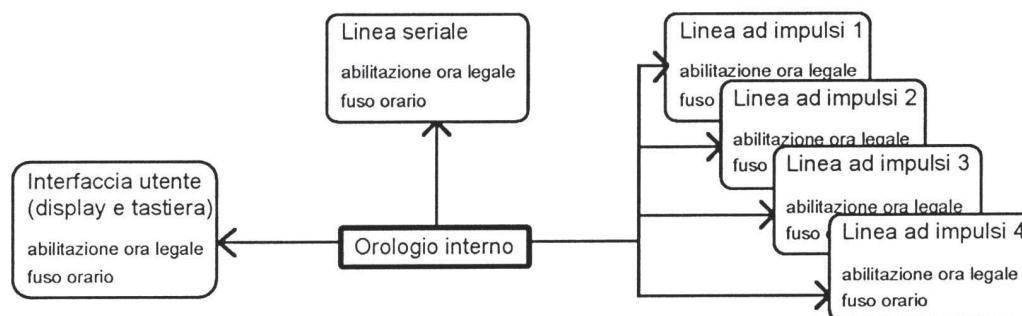 Linea seriale
abilitazione ora legale
fuso orario
Linea ad impulsi 1
abilitazione ora legale
fuso
Linea ad impulsi 2
abilitazione ora legale
fuso
Linea ad impulsi 3
abilitazione ora legale
fuso
Linea ad impulsi 4
abilitazione ora legale
fuso orario
Interfaccia utente
(display e tastiera)
abilitazione ora legale
fuso orario
Orologio interno